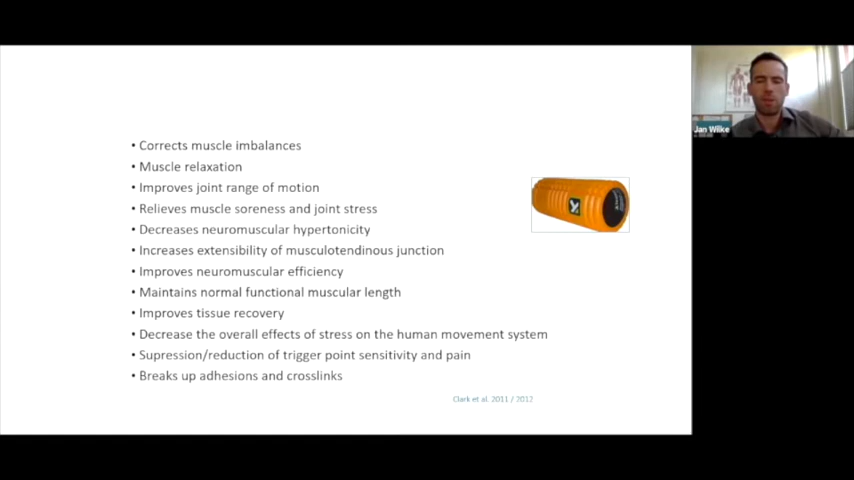 • Corrects muscle imbalances
• Muscle relaxation
• Improves joint range of motion
• Relieves muscle soreness and joint stress
• Decreases neuromuscular hypertonicity
• Increases extensibility of musculotendinous junction
• Improves neuromuscular efficiency
• Maintains normal functional muscular length
• Improves tissue recovery
• Decrease the overall effects of stress on the human movement system
• Supression/reduction of trigger point sensitivity and pain
• Breaks up adhesions and crosslinks
Clark et al. 2011 / 2012
Jan Wilke